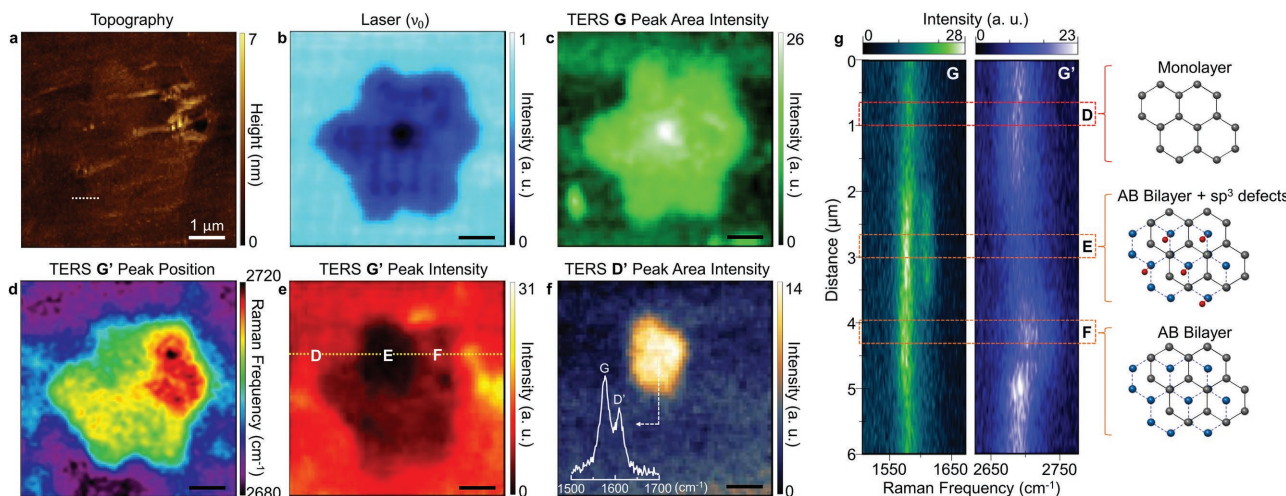 Topography
a
7
Height (nm)
0
1 µm
Laser (ν₀)
b
1
Intensity (a. u.)
0
TERS G Peak Area Intensity
c
26
Intensity (a. u.)
0
TERS G’ Peak Position
d
2720
Raman Frequency (cm⁻¹)
2680
TERS G’ Peak Intensity
e
31
D E F
Intensity (a. u.)
0
TERS D’ Peak Area Intensity
f
14
G
D’
1500 1600 1700 (cm⁻¹)
Intensity (a. u.)
0
g
Intensity (a. u.)
0 28 0 23
G G’
0
1
2
3
4
5
6
Distance (µm)
D
E
F
1550 1650 2650 2750
Raman Frequency (cm⁻¹)
Monolayer
AB Bilayer + sp³ defects
AB Bilayer